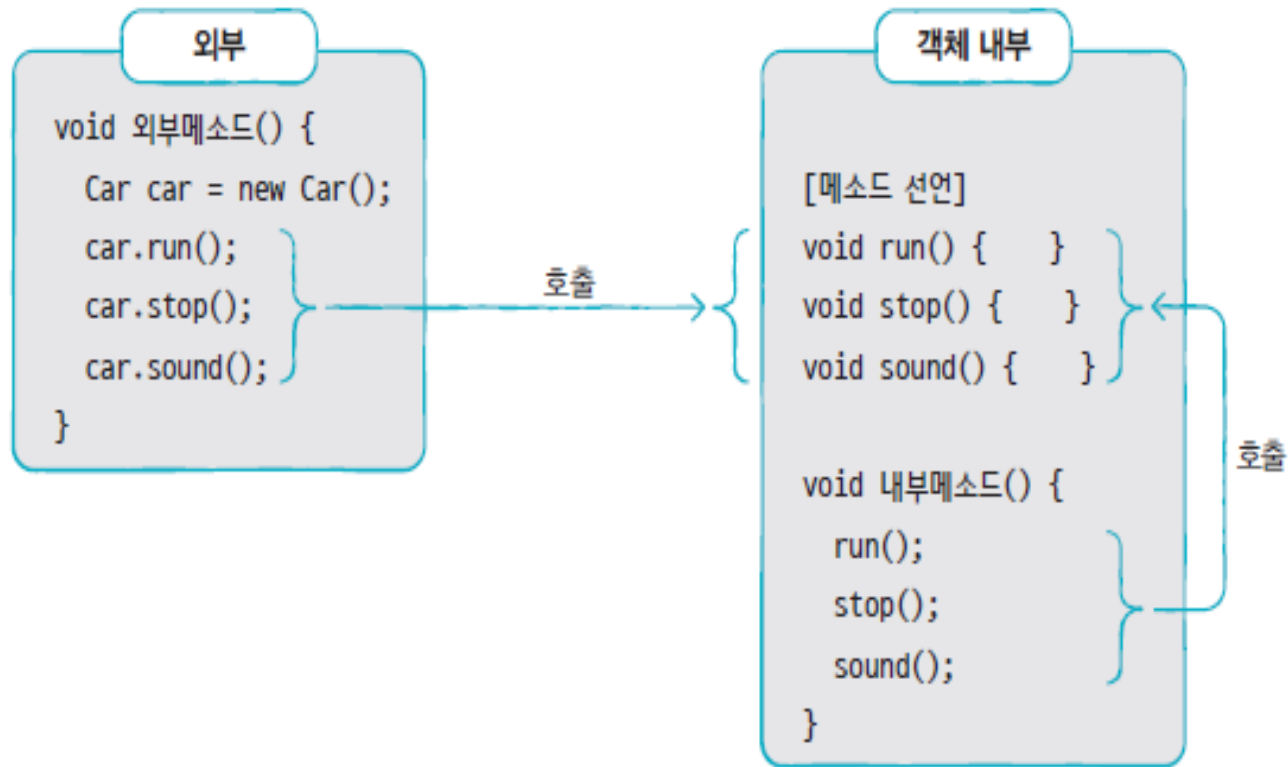 외부
void 외부메소드() {
Car car = new Car();
car.run();
car.stop();
car.sound();
}
호출
객체 내부
[메소드 선언]
void run() {    }
void stop() {    }
void sound() {    }
void 내부메소드() {
run();
stop();
sound();
}
호출